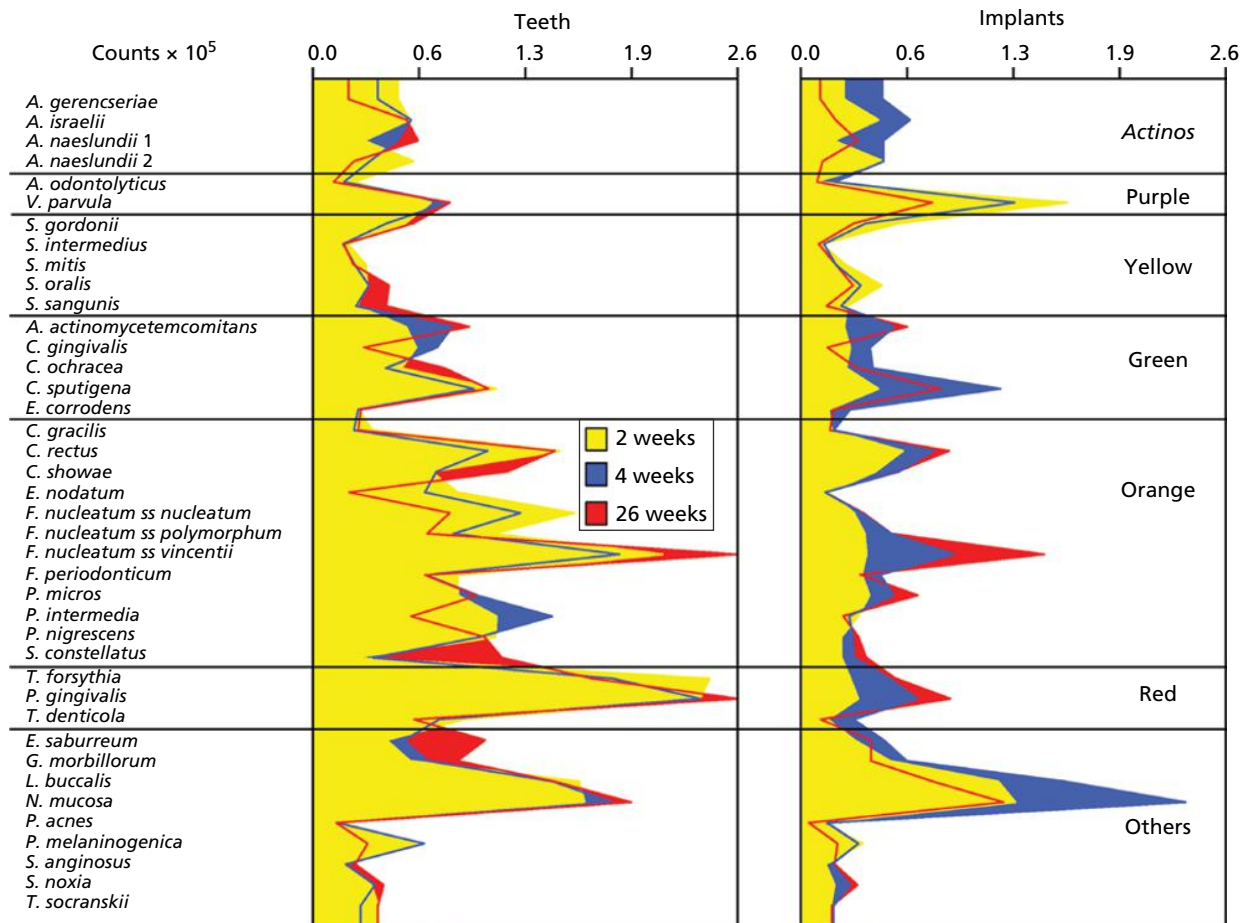 Teeth Implants
Counts × 10⁵ 0.0 0.6 1.3 1.9 2.6 0.0 0.6 1.3 1.9 2.6
A. gerencseriae
A. israelii
Actinos
A. naeslundii 1
A. naeslundii 2
A. odontolyticus
Purple
V. parvula
S. gordonii
S. intermedius
S. mitis
Yellow
S. oralis
S. sangunis
A. actinomycetemcomitans
C. gingivalis
Green
C. ochracea
C. sputigena
E. corrodens
C. gracilis
2 weeks
C. rectus
C. showae
4 weeks
E. nodatum
Orange
F. nucleatum ss nucleatum
26 weeks
F. nucleatum ss polymorphum
F. nucleatum ss vincentii
F. periodonticum
P. micros
P. intermedia
P. nigrescens
S. constellatus
T. forsythia
P. gingivalis
Red
T. denticola
E. saburreum
G. morbillorum
L. buccalis
N. mucosa
P. acnes
Others
P. melaninogenica
S. anginosus
S. noxia
T. socranskii